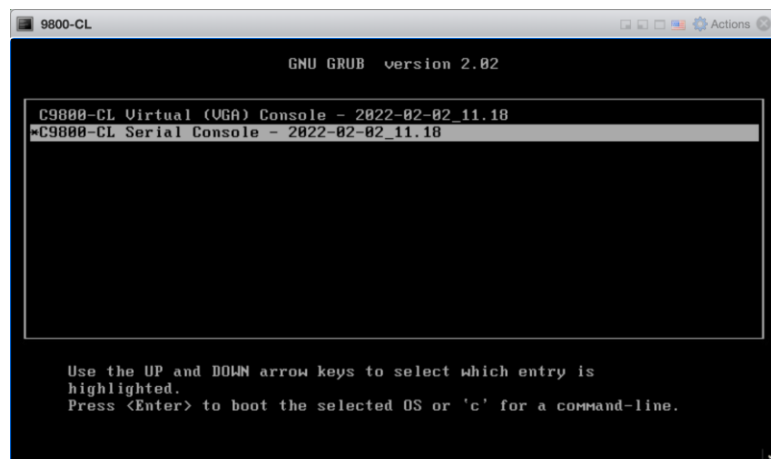 9800-CL
Actions
GNU GRUB version 2.02
C9800-CL Virtual (VGA) Console - 2022-02-02_11.18
*C9800-CL Serial Console - 2022-02-02_11.18
Use the UP and DOWN arrow keys to select which entry is
highlighted.
Press <Enter> to boot the selected OS or 'c' for a command-line.